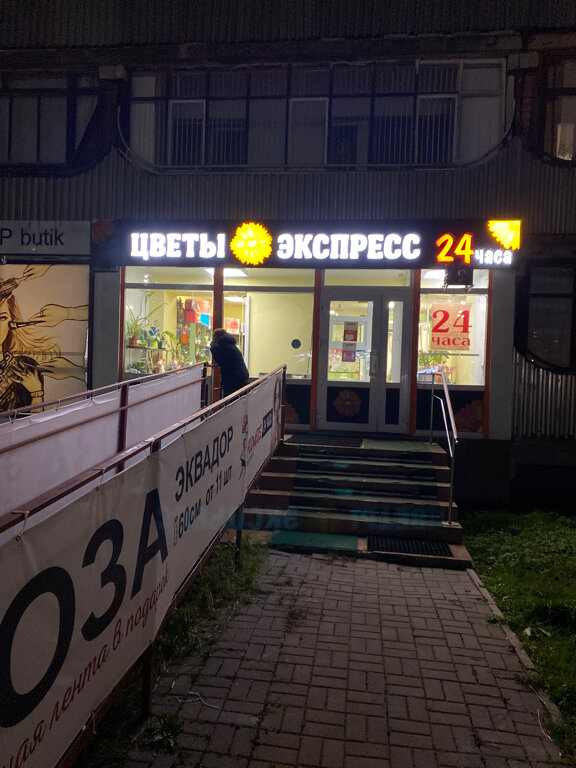 P butik
ЦВЕТЫ ЭКСПРЕСС 24 часа
24
часа
ОЗА
ЭКВАДОР
60см от 11 шт
лента в подарок